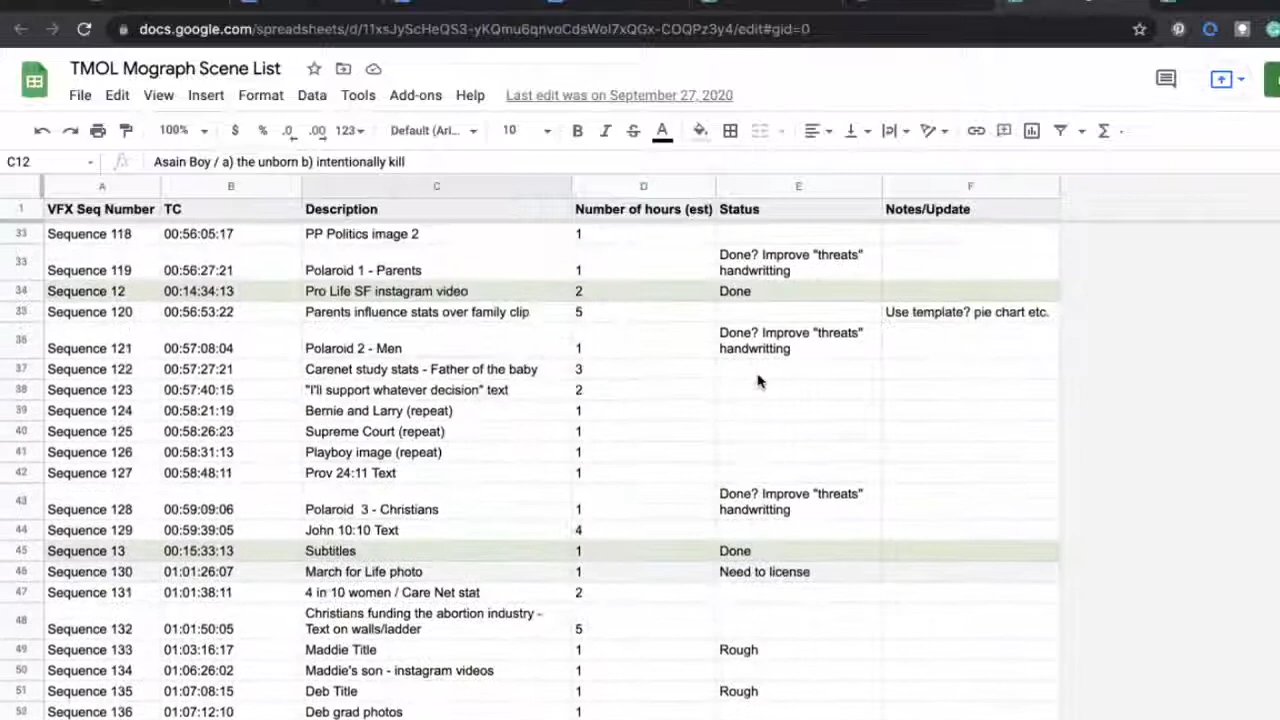 docs.google.com/spreadsheets/d/11xsJyScHeQS3-yKQmu6qnvoCdsWol7xQGx-COQPz3y4/edit#gid=0
TMOL Mograph Scene List
File Edit View Insert Format Data Tools Add-ons Help Last edit was on September 27, 2020
100% $ % .0 .00 123 Default (Ari... 10 B I S A
C12 fx Asain Boy / a) the unborn b) intentionally kill
A B C D E F
1 VFX Seq Number TC Description Number of hours (est) Status Notes/Update
Sequence 118 00:56:05:17 PP Politics image 2 1
Done? Improve "threats"
33 Sequence 119 00:56:27:21 Polaroid 1 - Parents 1 handwritting
34 Sequence 12 00:14:34:13 Pro Life SF instagram video 2 Done
35 Sequence 120 00:56:53:22 Parents influence stats over family clip 5 Use template? pie chart etc.
Done? Improve "threats"
36 Sequence 121 00:57:08:04 Polaroid 2 - Men 1 handwritting
37 Sequence 122 00:57:27:21 Carenet study stats - Father of the baby 3
38 Sequence 123 00:57:40:15 "I'll support whatever decision" text 2
39 Sequence 124 00:58:21:19 Bernie and Larry (repeat) 1
40 Sequence 125 00:58:26:23 Supreme Court (repeat) 1
41 Sequence 126 00:58:31:13 Playboy image (repeat) 1
42 Sequence 127 00:58:48:11 Prov 24:11 Text 1
Done? Improve "threats"
43 Sequence 128 00:59:09:06 Polaroid 3 - Christians 1 handwritting
44 Sequence 129 00:59:39:05 John 10:10 Text 4
45 Sequence 13 00:15:33:13 Subtitles 1 Done
46 Sequence 130 01:01:26:07 March for Life photo 1 Need to license
47 Sequence 131 01:01:38:11 4 in 10 women / Care Net stat 2
Christians funding the abortion industry -
48 Sequence 132 01:01:50:05 Text on walls/ladder 5
49 Sequence 133 01:03:16:17 Maddie Title 1 Rough
50 Sequence 134 01:06:26:02 Maddie's son - instagram videos 1
51 Sequence 135 01:07:08:15 Deb Title 1 Rough
52 Sequence 136 01:07:12:10 Deb grad photos 1